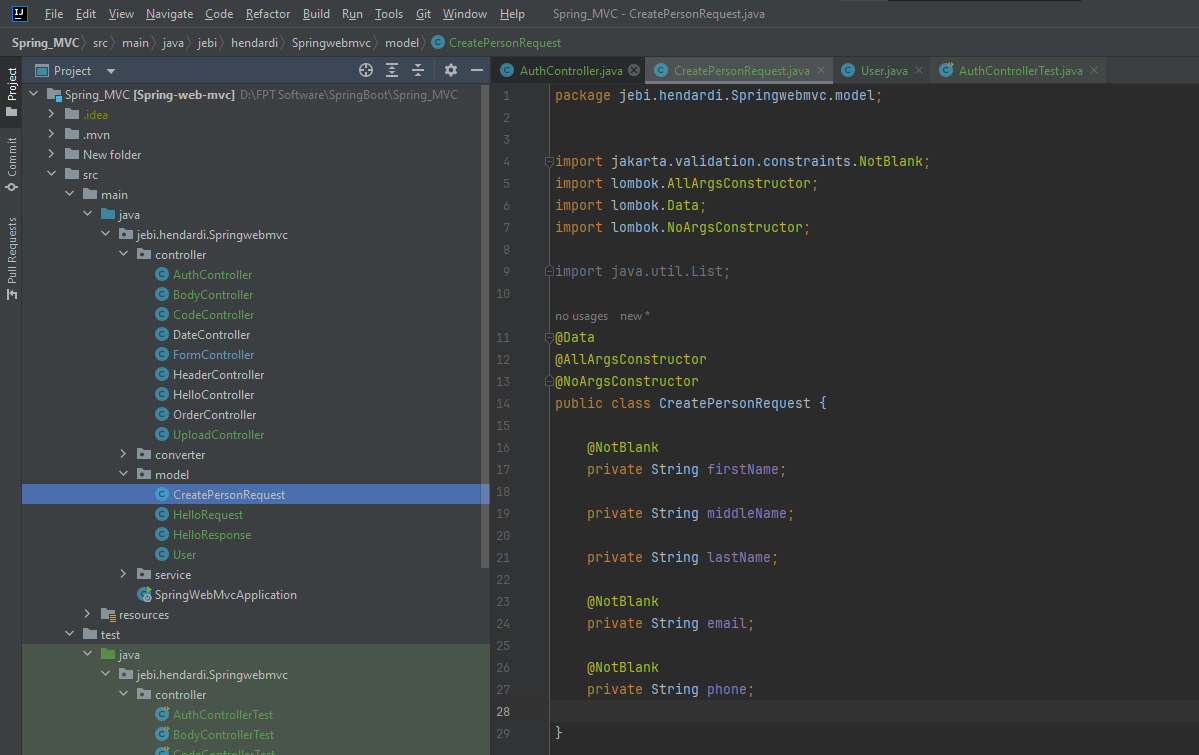 File Edit View Navigate Code Refactor Build Run Tools Git Window Help Spring_MVC - CreatePersonRequest.java
Spring_MVC src main java jebi hendardi Springwebmvc model CreatePersonRequest
Project
Commit
Pull Requests
Project
Spring_MVC [Spring-web-mvc] D:\FPT Software\SpringBoot\Spring_MVC
.idea
.mvn
New folder
src
main
java
jebi.hendardi.Springwebmvc
controller
AuthController
BodyController
CodeController
DateController
FormController
HeaderController
HelloController
OrderController
UploadController
converter
model
CreatePersonRequest
HelloRequest
HelloResponse
User
service
SpringWebMvcApplication
resources
test
java
jebi.hendardi.Springwebmvc
controller
AuthControllerTest
BodyControllerTest
CodeControllerTest
AuthController.java CreatePersonRequest.java User.java AuthControllerTest.java
1 package jebi.hendardi.Springwebmvc.model;
2
3
4 import jakarta.validation.constraints.NotBlank;
5 import lombok.AllArgsConstructor;
6 import lombok.Data;
7 import lombok.NoArgsConstructor;
8
9 import java.util.List;
10
no usages new *
11 @Data
12 @AllArgsConstructor
13 @NoArgsConstructor
14 public class CreatePersonRequest {
15
16 @NotBlank
17 private String firstName;
18
19 private String middleName;
20
21 private String lastName;
22
23 @NotBlank
24 private String email;
25
26 @NotBlank
27 private String phone;
28
29 }